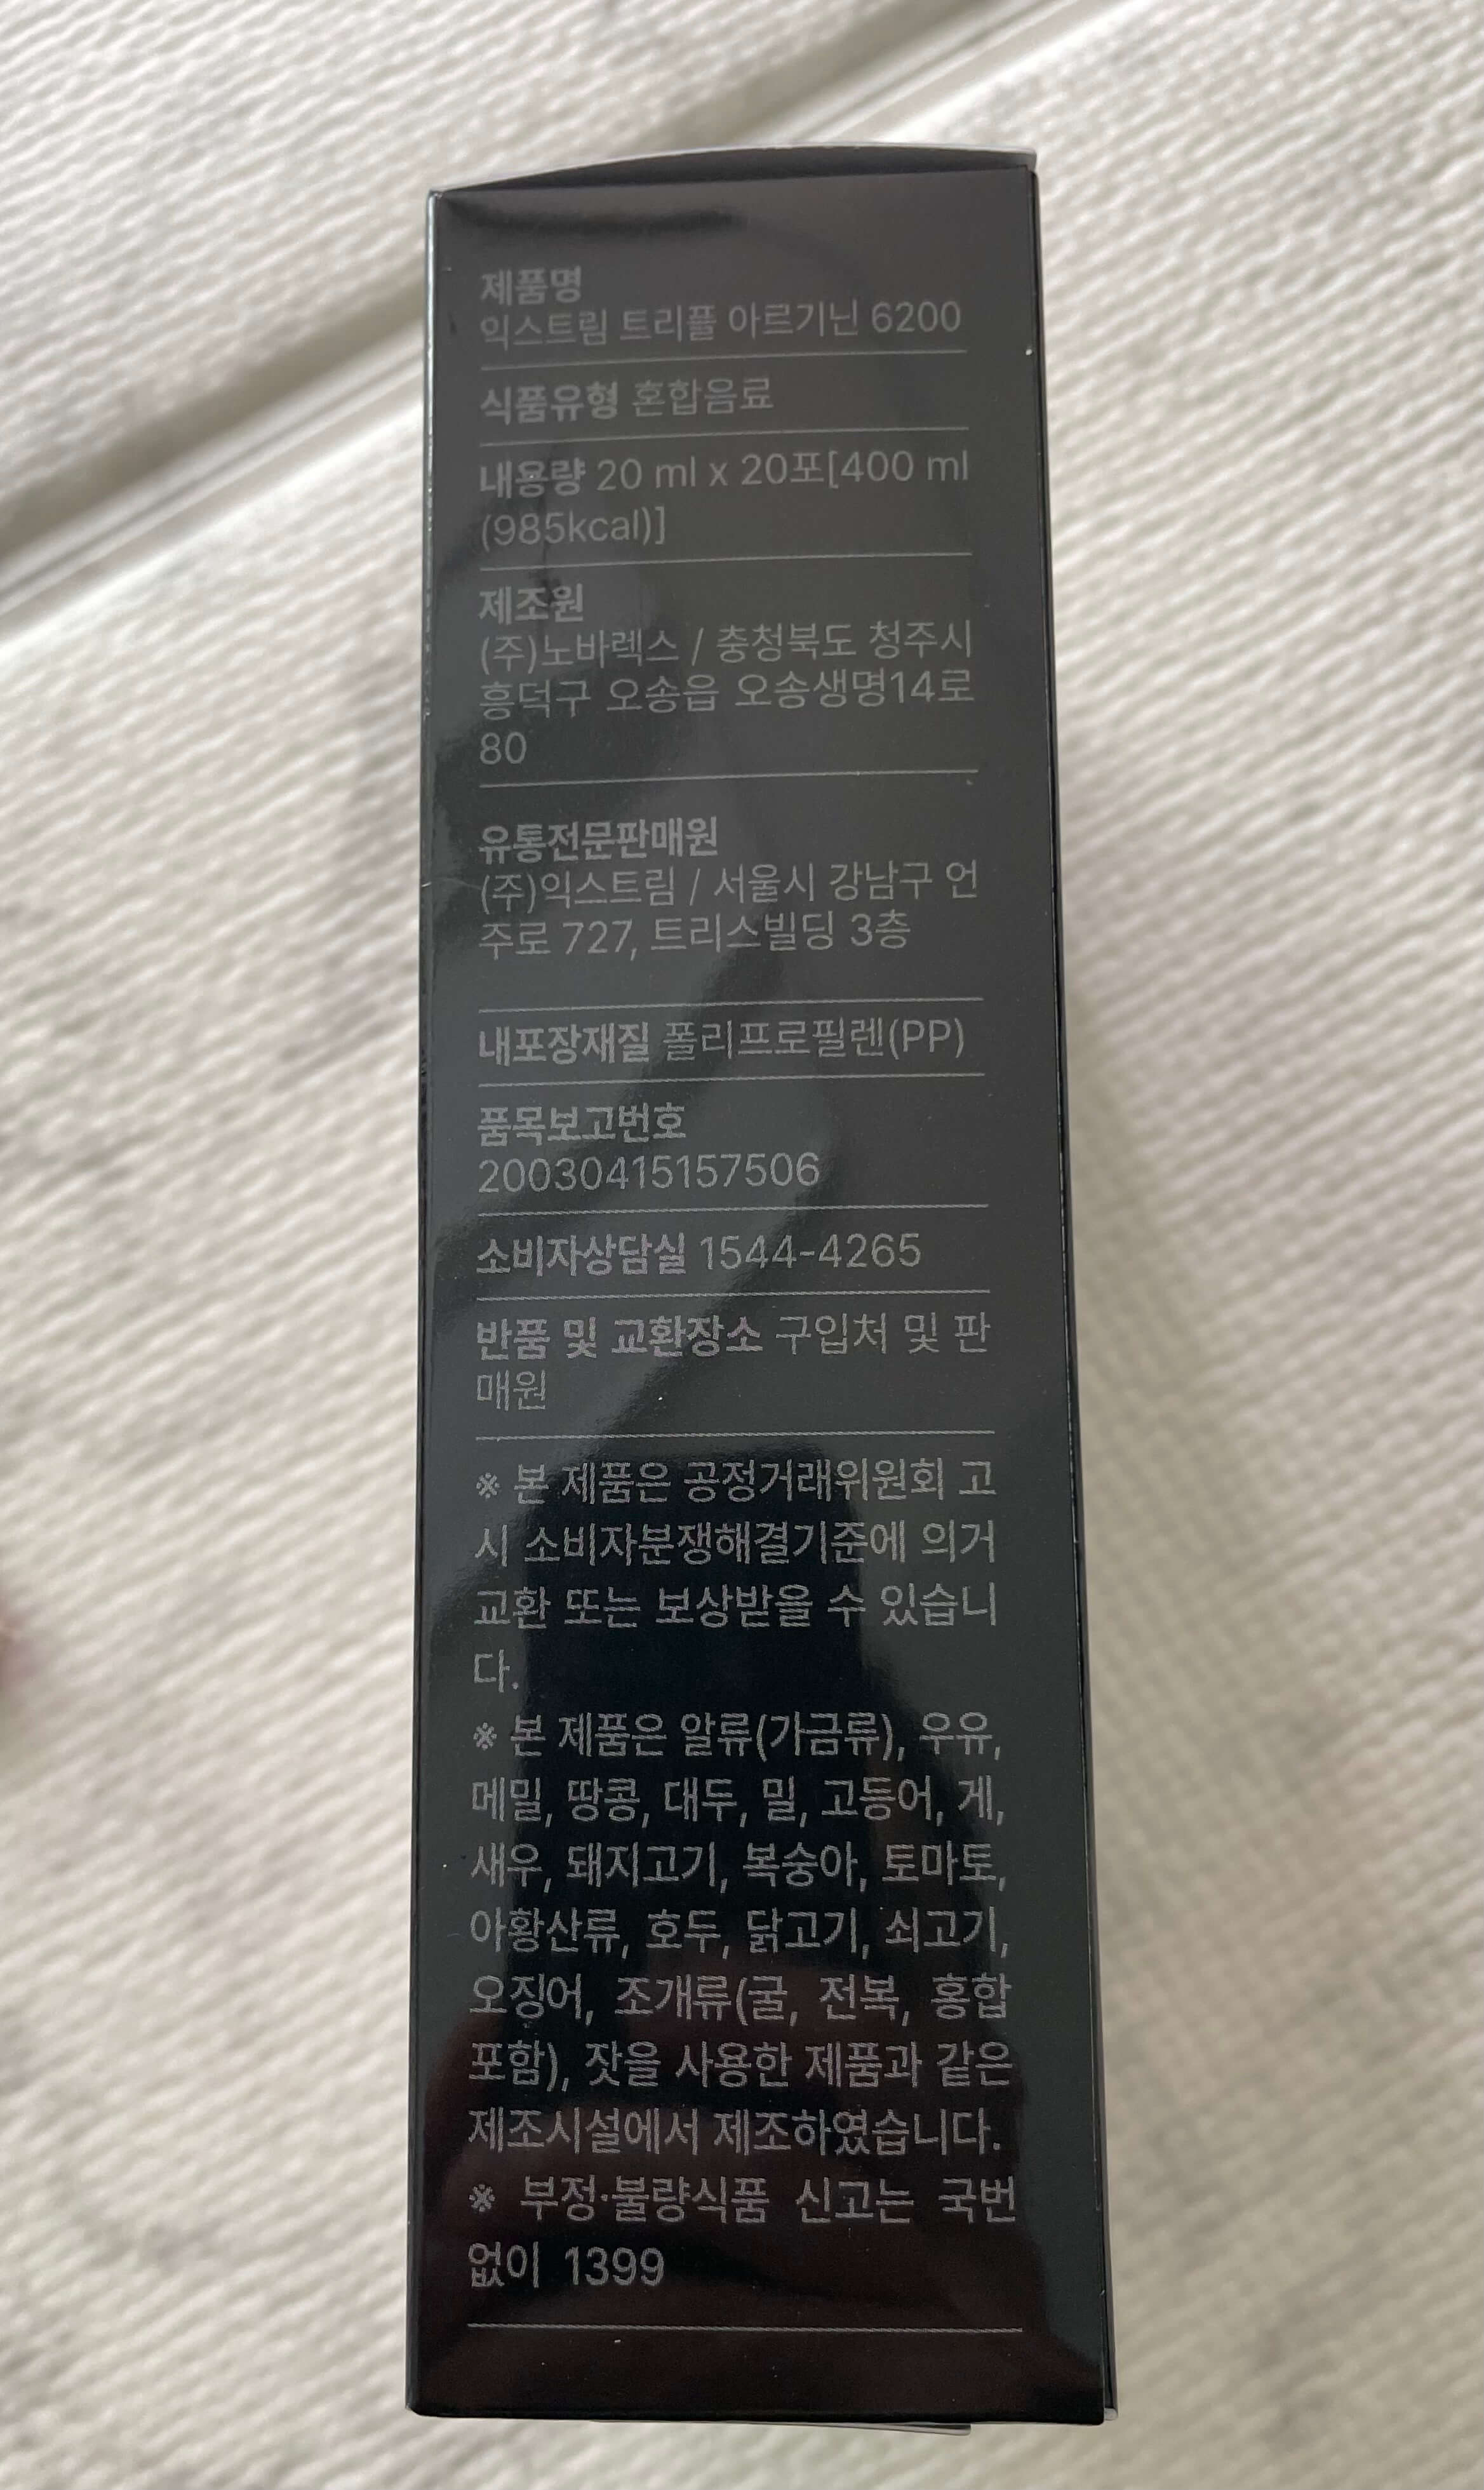 제품명
익스트림 트리플 아르기닌 6200
식품유형 혼합음료
내용량 20 ml x 20포[400 ml
(985kcal)]
제조원
(주)노바렉스 / 충청북도 청주시
흥덕구 오송읍 오송생명14로
80
유통전문판매원
(주)익스트림 / 서울시 강남구 언
주로 727, 트리스빌딩 3층
내포장재질 폴리프로필렌(PP)
품목보고번호
20030415157506
소비자상담실 1544-4265
반품 및 교환장소 구입처 및 판
매원
※ 본 제품은 공정거래위원회 고
시 소비자분쟁해결기준에 의거
교환 또는 보상받을 수 있습니
다.
※ 본 제품은 알류(가금류), 우유,
메밀, 땅콩, 대두, 밀, 고등어, 게,
새우, 돼지고기, 복숭아, 토마토,
아황산류, 호두, 닭고기, 쇠고기,
오징어, 조개류(굴, 전복, 홍합
포함), 잣을 사용한 제품과 같은
제조시설에서 제조하였습니다.
※ 부정·불량식품 신고는 국번
없이 1399